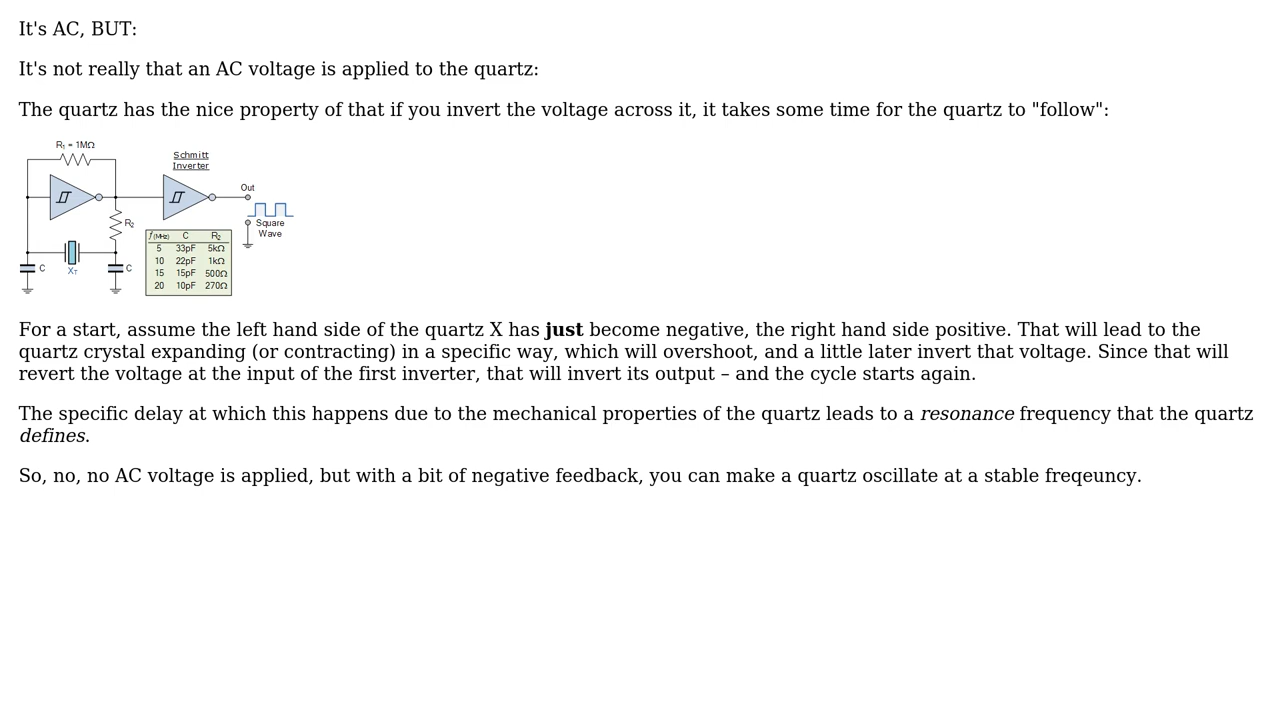 It's AC, BUT:
It's not really that an AC voltage is applied to the quartz:
The quartz has the nice property of that if you invert the voltage across it, it takes some time for the quartz to "follow":
R₁ = 1MΩ
Schmitt
Inverter
Out
R₂
Square
Wave
ƒ(MHz) C R₂
5 33pF 5kΩ
10 22pF 1kΩ
15 15pF 500Ω
20 10pF 270Ω
C
X_T
C
For a start, assume the left hand side of the quartz X has just become negative, the right hand side positive. That will lead to the
quartz crystal expanding (or contracting) in a specific way, which will overshoot, and a little later invert that voltage. Since that will
revert the voltage at the input of the first inverter, that will invert its output – and the cycle starts again.
The specific delay at which this happens due to the mechanical properties of the quartz leads to a resonance frequency that the quartz
defines.
So, no, no AC voltage is applied, but with a bit of negative feedback, you can make a quartz oscillate at a stable freqeuncy.